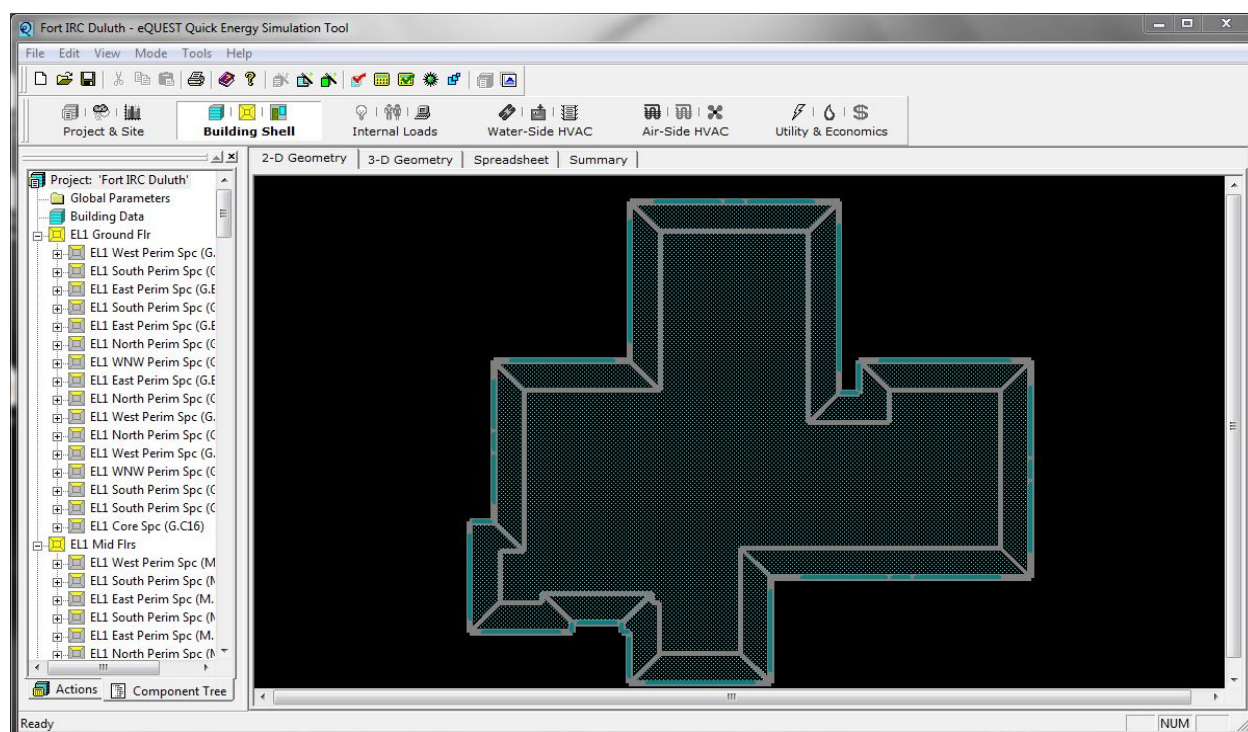 Fort IRC Duluth - eQUEST Quick Energy Simulation Tool
File Edit View Mode Tools Help
Project & Site Building Shell Internal Loads Water-Side HVAC Air-Side HVAC Utility & Economics
2-D Geometry 3-D Geometry Spreadsheet Summary
Project: 'Fort IRC Duluth'
Global Parameters
Building Data
EL1 Ground Flr
EL1 West Perim Spc (G.
EL1 South Perim Spc (G
EL1 East Perim Spc (G.E
EL1 South Perim Spc (G
EL1 East Perim Spc (G.E
EL1 North Perim Spc (G
EL1 WNW Perim Spc (G
EL1 East Perim Spc (G.E
EL1 North Perim Spc (G
EL1 West Perim Spc (G.
EL1 North Perim Spc (G
EL1 West Perim Spc (G.
EL1 WNW Perim Spc (G
EL1 South Perim Spc (G
EL1 South Perim Spc (G
EL1 Core Spc (G.C16)
EL1 Mid Flrs
EL1 West Perim Spc (M
EL1 South Perim Spc (M
EL1 East Perim Spc (M.
EL1 South Perim Spc (M
EL1 East Perim Spc (M.
EL1 North Perim Spc (M
Actions Component Tree
Ready NUM